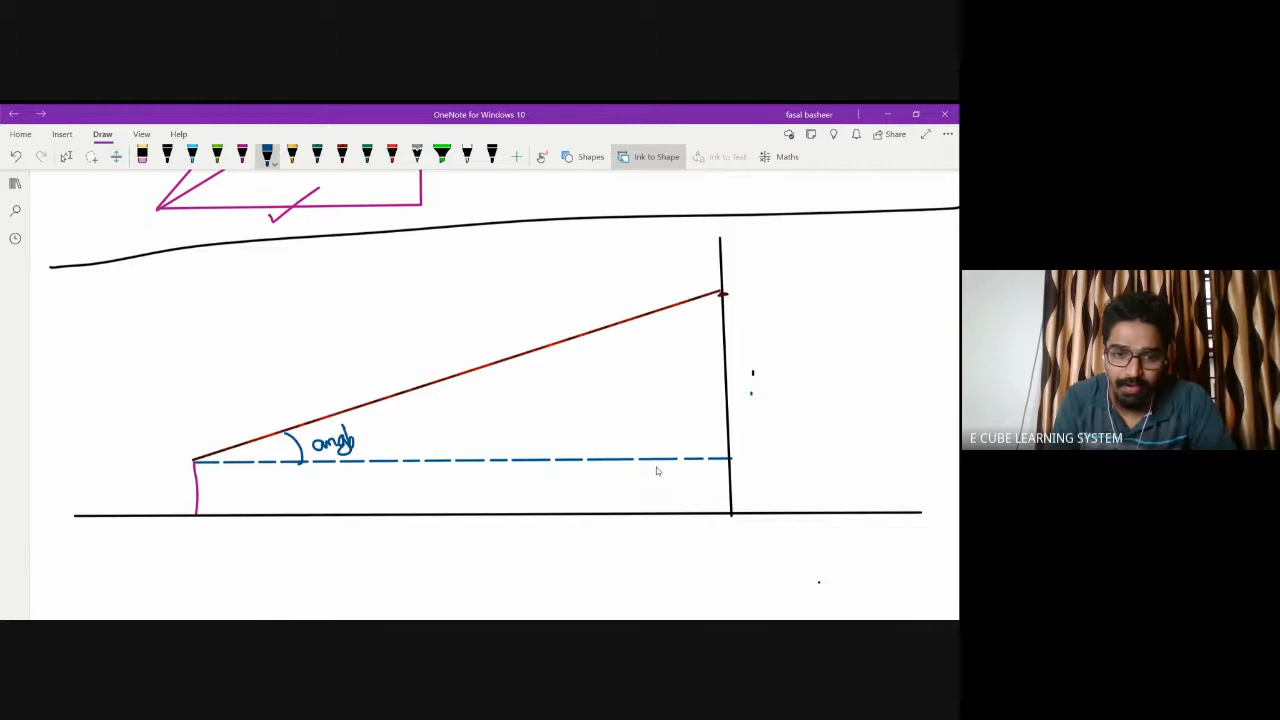 OneNote for Windows 10
fasal basheer
Home Insert Draw View Help
Share
Shapes
Ink to Shape
Ink to Text
Maths
E CUBE LEARNING SYSTEM